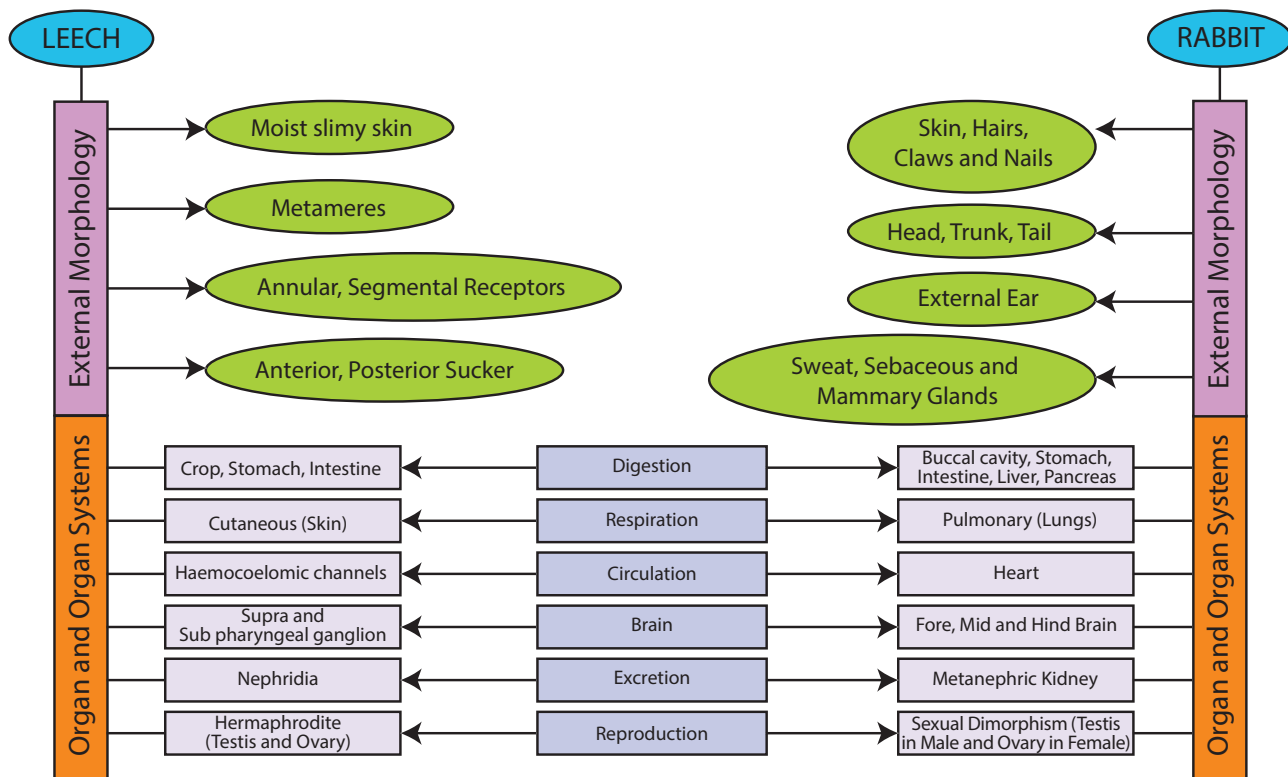 LEECH
RABBIT
External Morphology
Moist slimy skin
Metameres
Annular, Segmental Receptors
Anterior, Posterior Sucker
External Morphology
Skin, Hairs,
Claws and Nails
Head, Trunk, Tail
External Ear
Sweat, Sebaceous and
Mammary Glands
Organ and Organ Systems
Organ and Organ Systems
Crop, Stomach, Intestine
Digestion
Buccal cavity, Stomach,
Intestine, Liver, Pancreas
Cutaneous (Skin)
Respiration
Pulmonary (Lungs)
Haemocoelomic channels
Circulation
Heart
Supra and
Sub pharyngeal ganglion
Brain
Fore, Mid and Hind Brain
Nephridia
Excretion
Metanephric Kidney
Hermaphrodite
(Testis and Ovary)
Reproduction
Sexual Dimorphism (Testis
in Male and Ovary in Female)